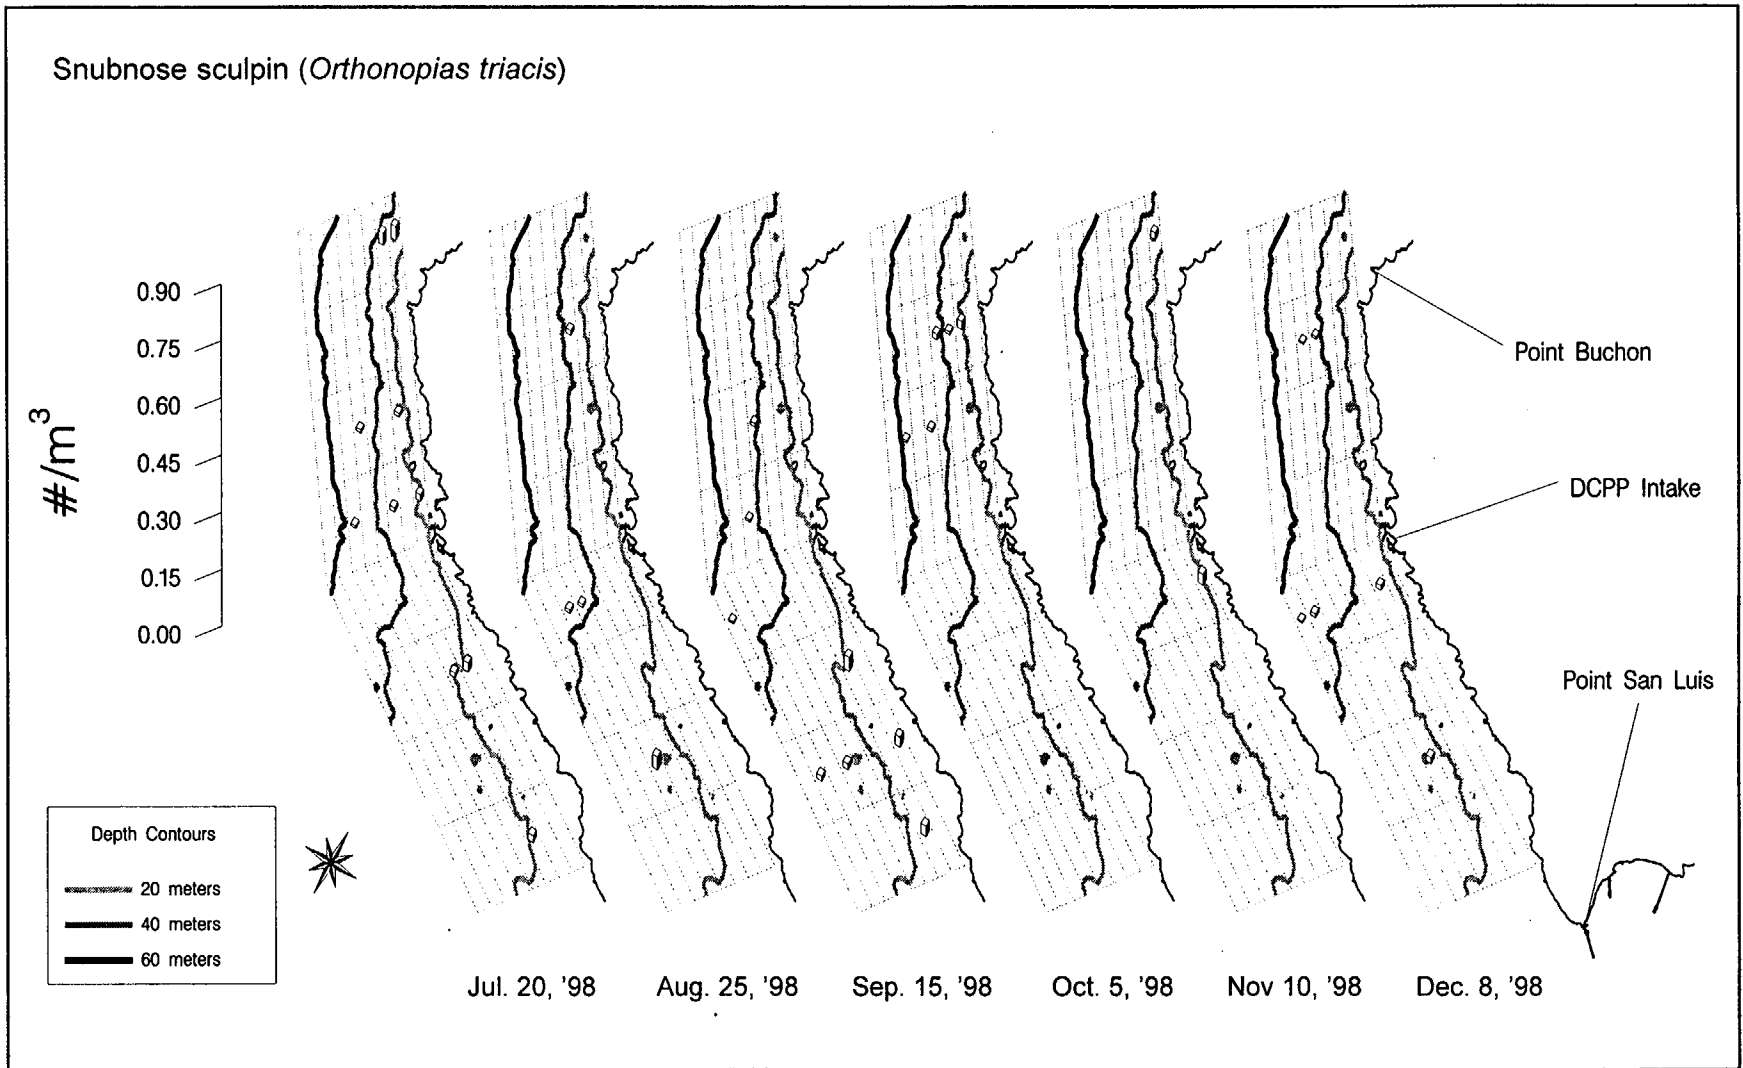 Snubnose sculpin (Orthonopias triacis)
#/m³
0.90
0.75
0.60
0.45
0.30
0.15
0.00
Point Buchon
DCPP Intake
Point San Luis
Depth Contours
20 meters
40 meters
60 meters
Jul. 20, '98
Aug. 25, '98
Sep. 15, '98
Oct. 5, '98
Nov 10, '98
Dec. 8, '98